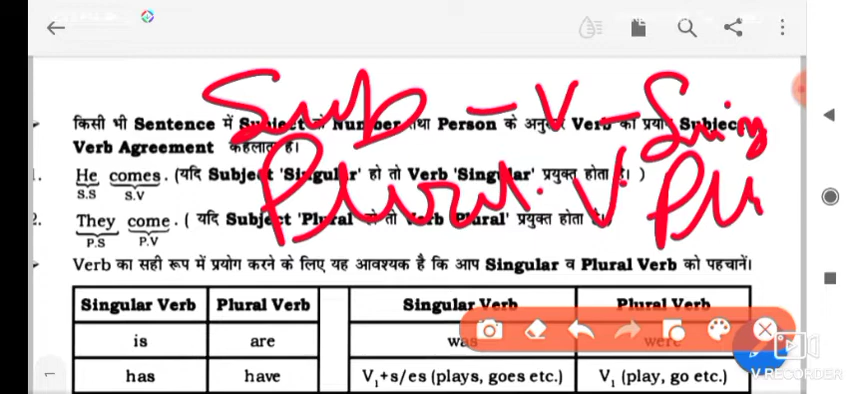 Sub - V - Sing
किसी भी Sentence में Subject के Number तथा Person के अनुसार Verb का प्रयोग Subject
Verb Agreement कहलाता है।
Plural. V. Plu
1. He comes. (यदि Subject 'Singular' हो तो Verb 'Singular' प्रयुक्त होता है। )
S.S S.V
2. They come. ( यदि Subject 'Plural' हो तो Verb 'Plural' प्रयुक्त होता है।
P.S P.V
Verb का सही रूप में प्रयोग करने के लिए यह आवश्यक है कि आप Singular व Plural Verb को पहचानें।
Singular Verb Plural Verb Singular Verb Plural Verb
is are was were
has have V₁+s/es (plays, goes etc.) V₁ (play, go etc.)
1
V.RECORDER